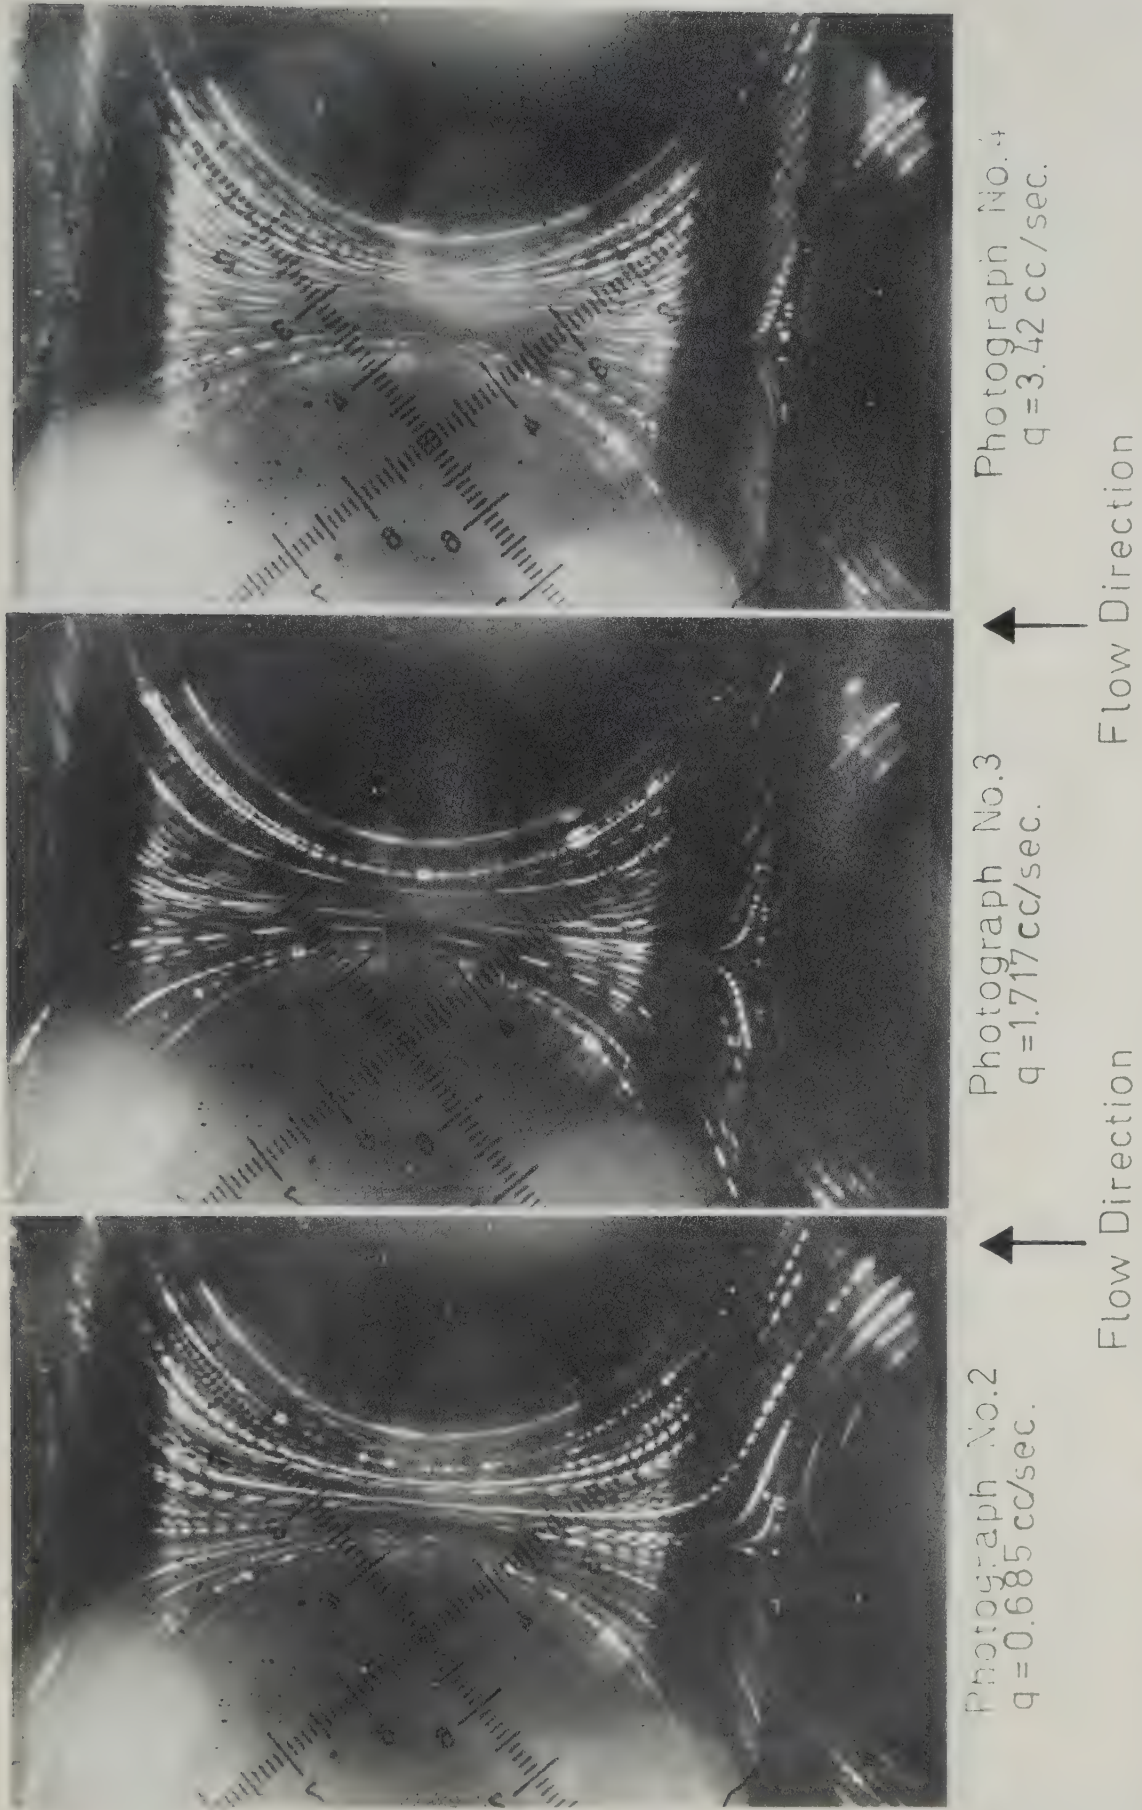 Photograph No.2
q = 0.685 cc/sec.
Flow Direction
Photograph No.3
q = 1.717 cc/sec.
Flow Direction
Photograph No.4
q = 3.42 cc/sec.